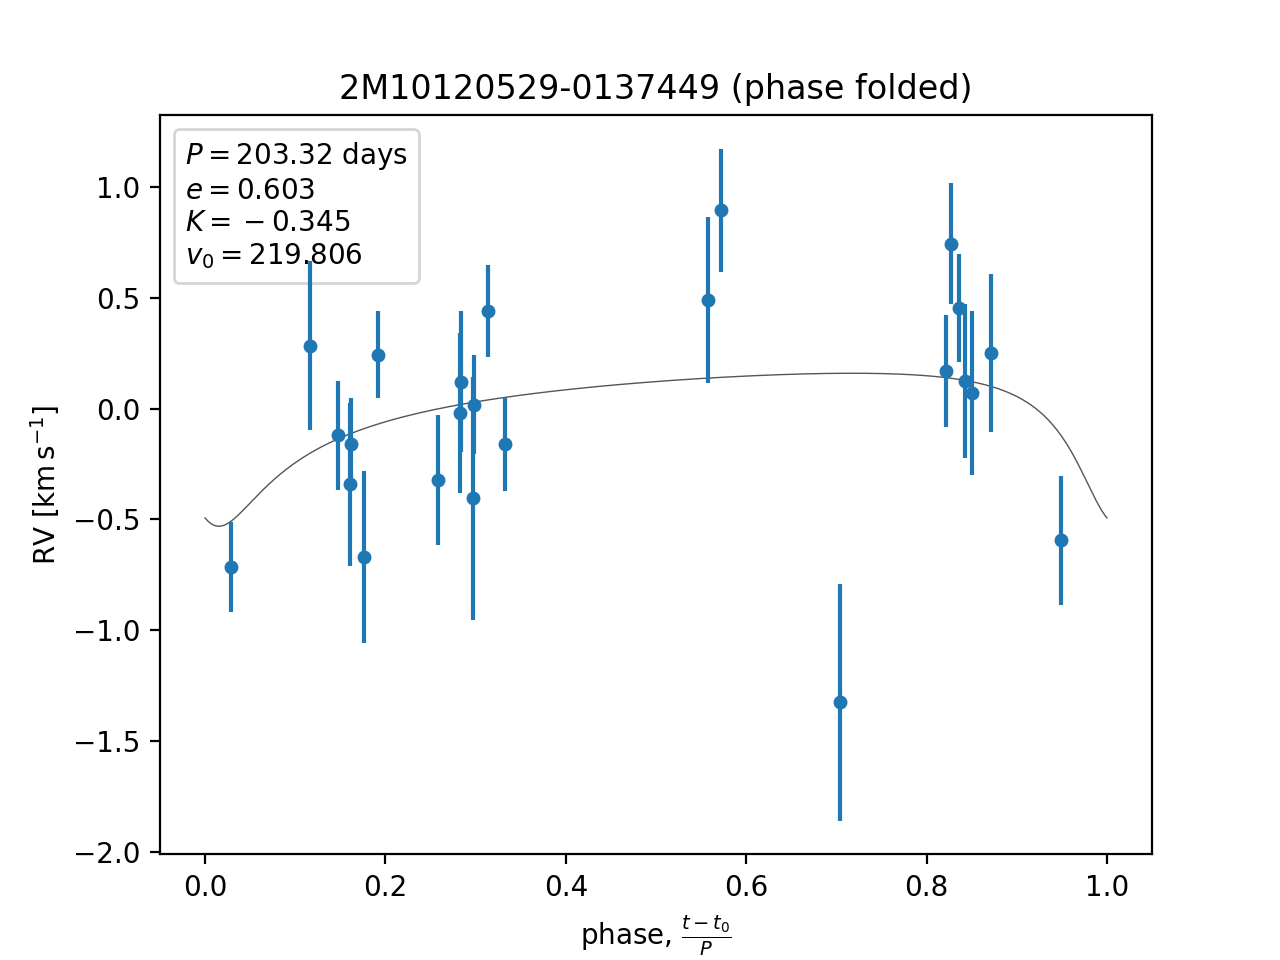 2M10120529-0137449 (phase folded)
P = 203.32 days
e = 0.603
K = −0.345
v₀ = 219.806
1.0
0.5
0.0
−0.5
−1.0
−1.5
−2.0
RV [km s⁻¹]
0.0 0.2 0.4 0.6 0.8 1.0
phase, (t − t₀)/P